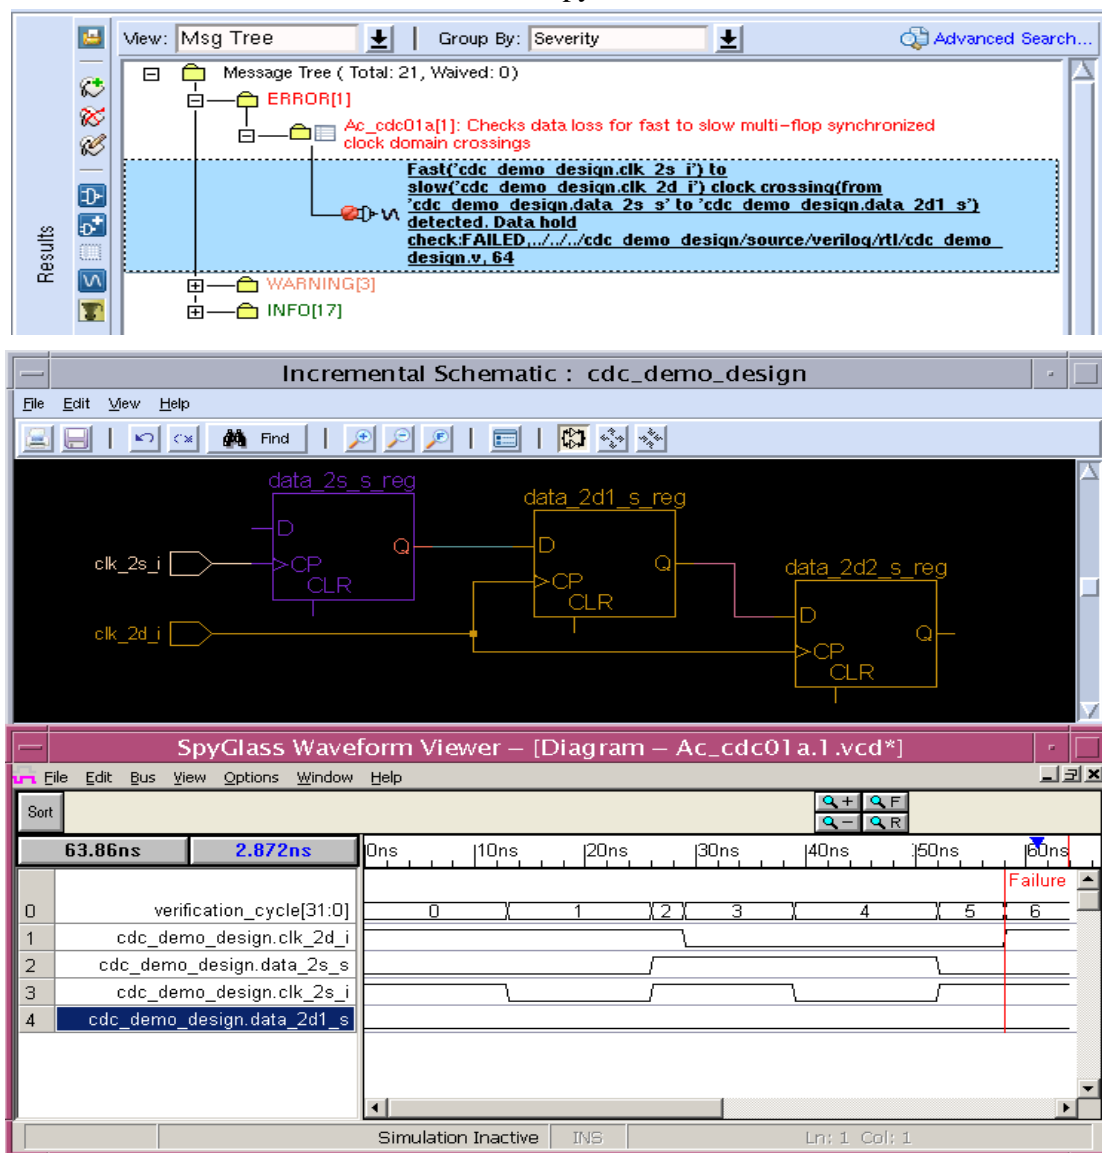 View: Msg Tree Group By: Severity Advanced Search...
Message Tree ( Total: 21, Waived: 0)
ERROR[1]
Ac_cdc01a[1]: Checks data loss for fast to slow multi-flop synchronized
clock domain crossings
Fast('cdc_demo_design.clk_2s_i') to
slow('cdc_demo_design.clk_2d_i') clock crossing(from
'cdc_demo_design.data_2s_s' to 'cdc_demo_design.data_2d1_s')
detected. Data hold
check:FAILED,../../../cdc_demo_design/source/verilog/rtl/cdc_demo_
design.v, 64
WARNING[3]
INFO[17]
Results
Incremental Schematic : cdc_demo_design
File Edit View Help
Find
data_2s_s_reg
data_2d1_s_reg
D
Q
D
clk_2s_i
CP
Q
data_2d2_s_reg
CLR
CP
CLR
D
clk_2d_i
Q
CP
CLR
SpyGlass Waveform Viewer – [Diagram – Ac_cdc01a.1.vcd*]
File Edit Bus View Options Window Help
Sort
+ F
- R
63.86ns 2.872ns 0ns 10ns 20ns 30ns 40ns 50ns 60ns
Failure
0 verification_cycle[31:0] 0 1 2 3 4 5 6
1 cdc_demo_design.clk_2d_i
2 cdc_demo_design.data_2s_s
3 cdc_demo_design.clk_2s_i
4 cdc_demo_design.data_2d1_s
Simulation Inactive INS Ln: 1 Col: 1